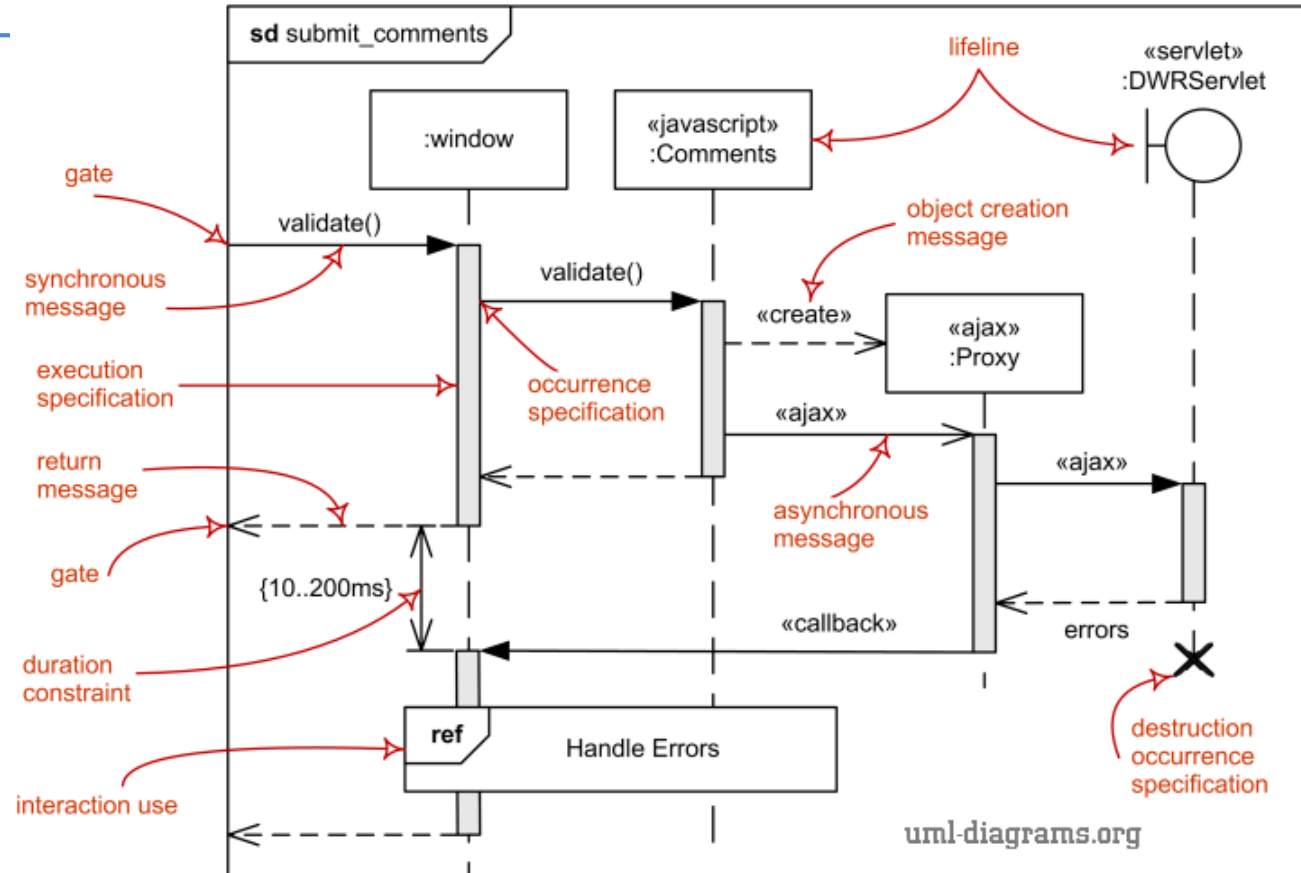 sd submit_comments
lifeline
«servlet»
:DWRServlet
:window
«javascript»
:Comments
gate
validate()
object creation
message
synchronous
message
validate()
«create»
«ajax»
:Proxy
execution
specification
occurrence
specification
«ajax»
return
message
«ajax»
asynchronous
message
gate
{10..200ms}
«callback»
errors
duration
constraint
ref
Handle Errors
destruction
occurrence
specification
interaction use
uml-diagrams.org